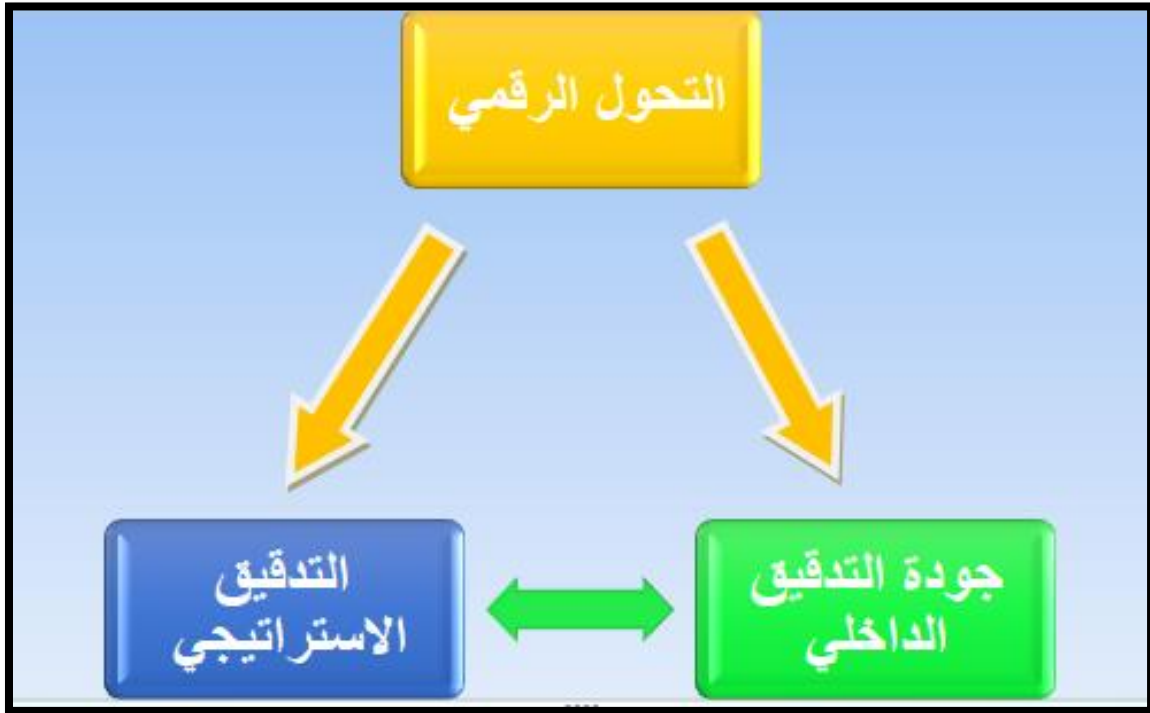 التحول الرقمي
جودة التدقيق
الداخلي
التدقيق
الاستراتيجي